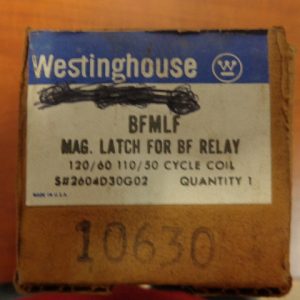 Westinghouse W
BFMLF
MAG. LATCH FOR BF RELAY
120/60 110/50 CYCLE COIL
S#2604D30G02 QUANTITY 1
MADE IN U.S.A.
10630